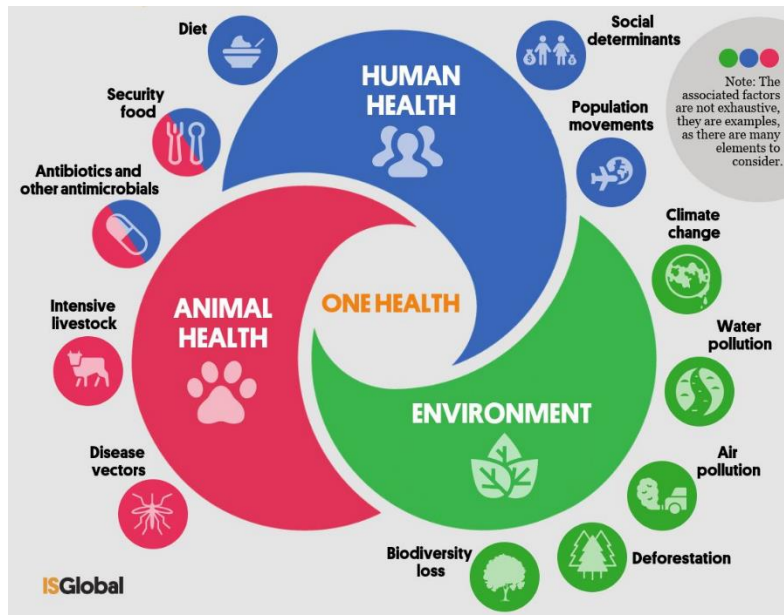 Diet
Security
food
Antibiotics and
other antimicrobials
Intensive
livestock
Disease
vectors
HUMAN
HEALTH
ANIMAL
HEALTH
ONE HEALTH
ENVIRONMENT
Social
determinants
Population
movements
Climate
change
Water
pollution
Air
pollution
Deforestation
Biodiversity
loss
Note: The
associated factors
are not exhaustive,
they are examples,
as there are many
elements to
consider.
ISGlobal